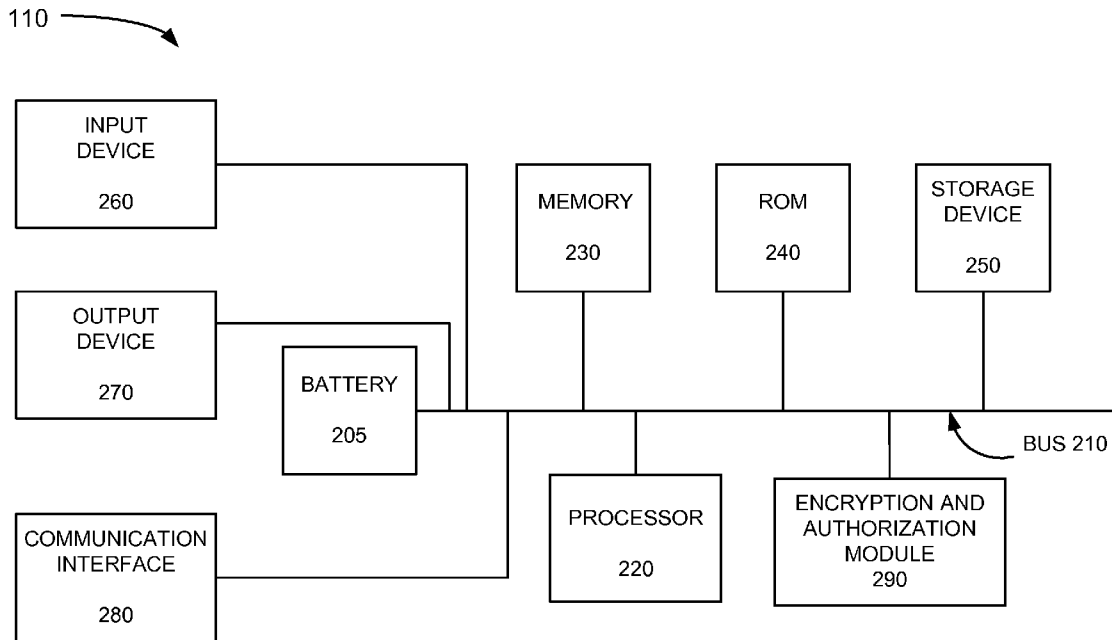 110
INPUT
DEVICE
260
MEMORY
230
ROM
240
STORAGE
DEVICE
250
OUTPUT
DEVICE
270
BATTERY
205
BUS 210
COMMUNICATION
INTERFACE
280
PROCESSOR
220
ENCRYPTION AND
AUTHORIZATION
MODULE
290